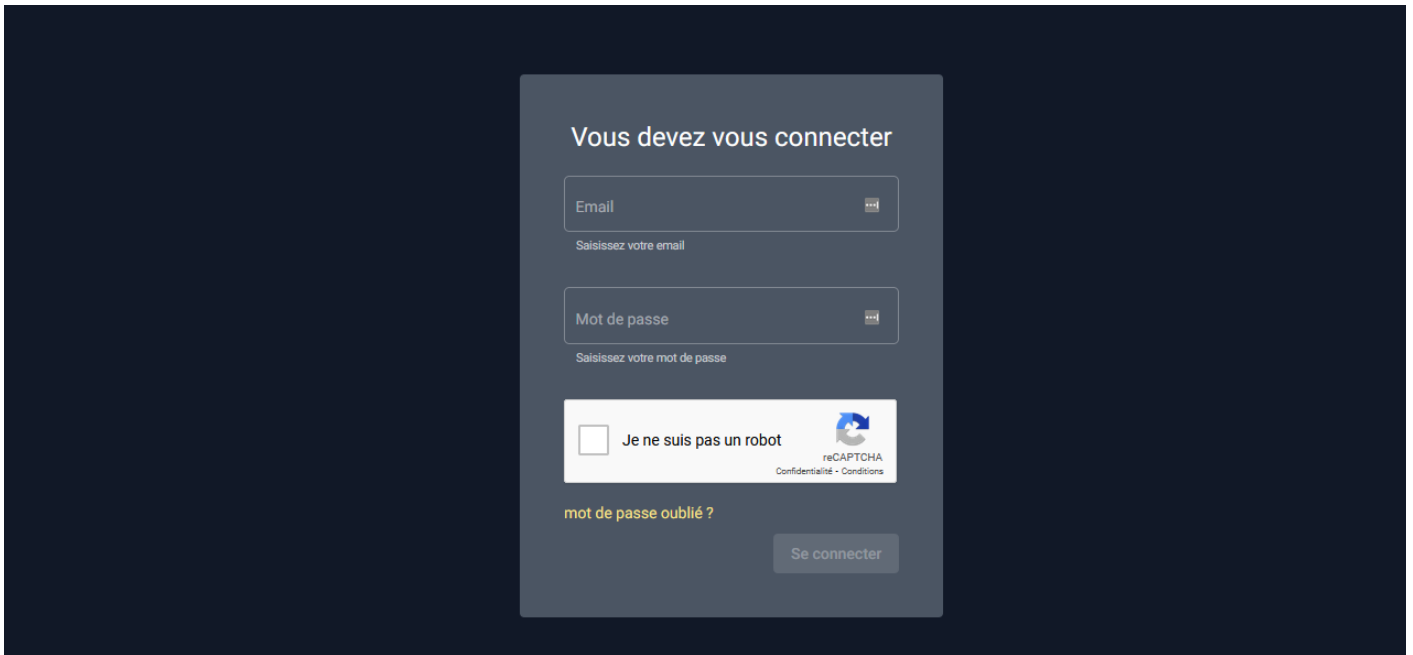 Vous devez vous connecter
Email
Saisissez votre email
Mot de passe
Saisissez votre mot de passe
Je ne suis pas un robot
reCAPTCHA
Confidentialité - Conditions
mot de passe oublié ?
Se connecter